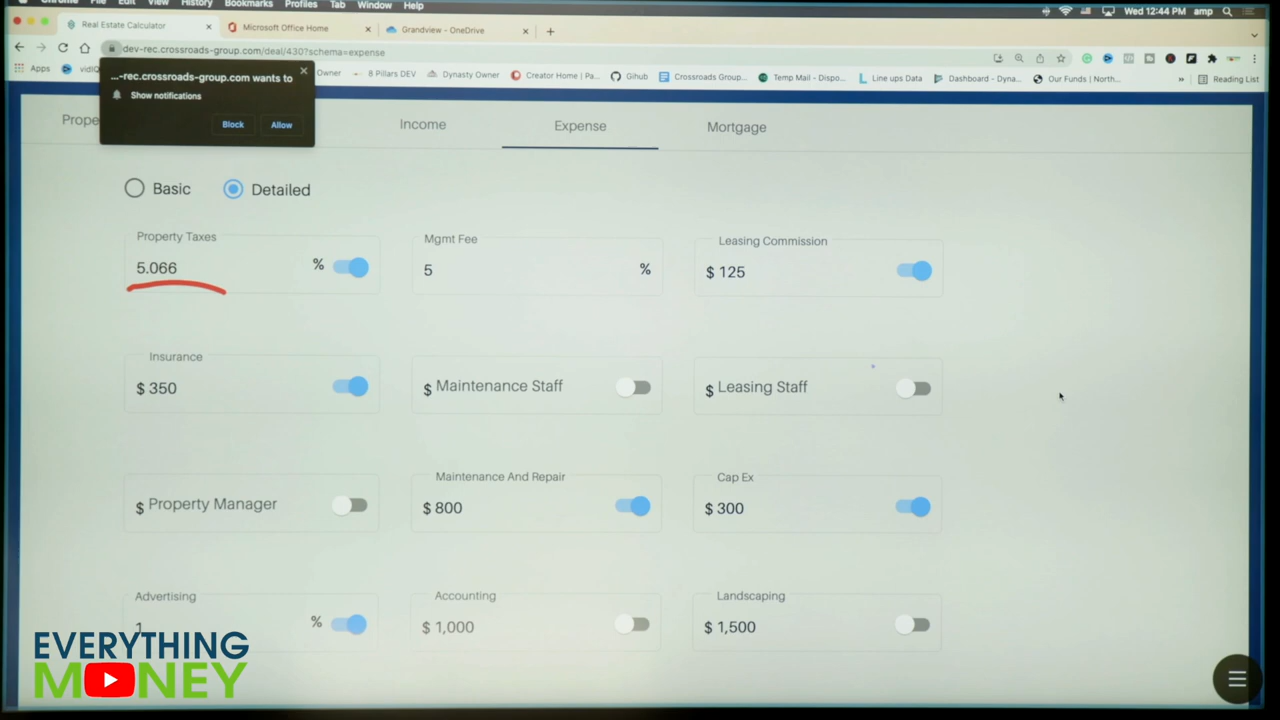 Chrome File Edit View History Bookmarks Profiles Tab Window Help
Wed 12:44 PM amp
Real Estate Calculator
Microsoft Office Home
Grandview - OneDrive
dev-rec.crossroads-group.com/deal/430?schema=expense
Apps
vidIQ
Owner
8 Pillars DEV
Dynasty Owner
Creator Home | Pa...
Gihub
Crossroads Group...
Temp Mail - Dispo...
Line ups Data
Dashboard - Dyna...
Our Funds | North...
»
Reading List
...-rec.crossroads-group.com wants to
Show notifications
Block
Allow
Prope
Income
Expense
Mortgage
Basic
Detailed
Property Taxes
5.066
%
Mgmt Fee
5
%
Leasing Commission
$ 125
Insurance
$ 350
$ Maintenance Staff
$ Leasing Staff
$ Property Manager
Maintenance And Repair
$ 800
Cap Ex
$ 300
Advertising
1
%
Accounting
$ 1,000
Landscaping
$ 1,500
EVERYTHING
MONEY